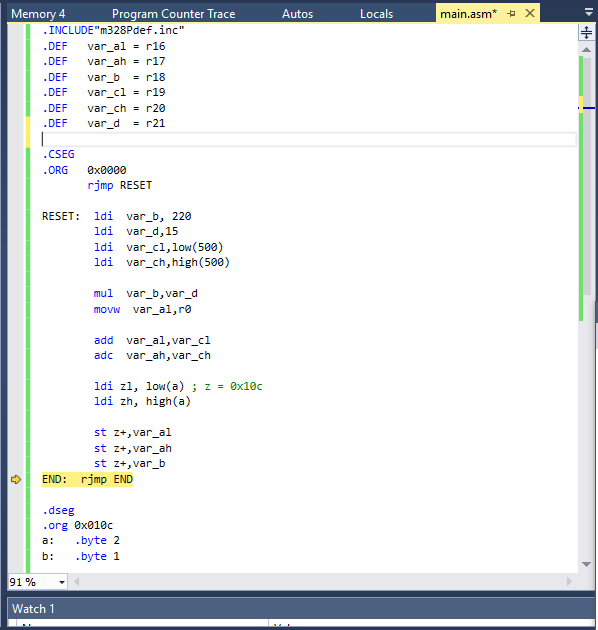 Memory 4 Program Counter Trace Autos Locals main.asm*
.INCLUDE"m328Pdef.inc"
.DEF var_al = r16
.DEF var_ah = r17
.DEF var_b = r18
.DEF var_cl = r19
.DEF var_ch = r20
.DEF var_d = r21
.CSEG
.ORG 0x0000
rjmp RESET
RESET: ldi var_b, 220
ldi var_d,15
ldi var_cl,low(500)
ldi var_ch,high(500)
mul var_b,var_d
movw var_al,r0
add var_al,var_cl
adc var_ah,var_ch
ldi zl, low(a) ; z = 0x10c
ldi zh, high(a)
st z+,var_al
st z+,var_ah
st z+,var_b
END: rjmp END
.dseg
.org 0x010c
a: .byte 2
b: .byte 1
91 %
Watch 1